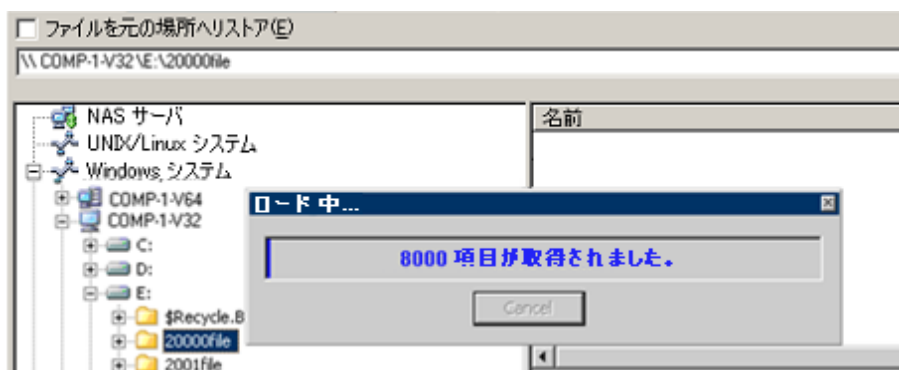 ファイルを元の場所へリストア(E)
\\ COMP-1-V32\E:\20000file
NAS サーバ
名前
UNIX/Linux システム
Windows システム
COMP-1-V64
COMP-1-V32
C:
D:
E:
$Recycle.B
20000file
2001file
ロード中...
8000 項目が取得されました。
Cancel